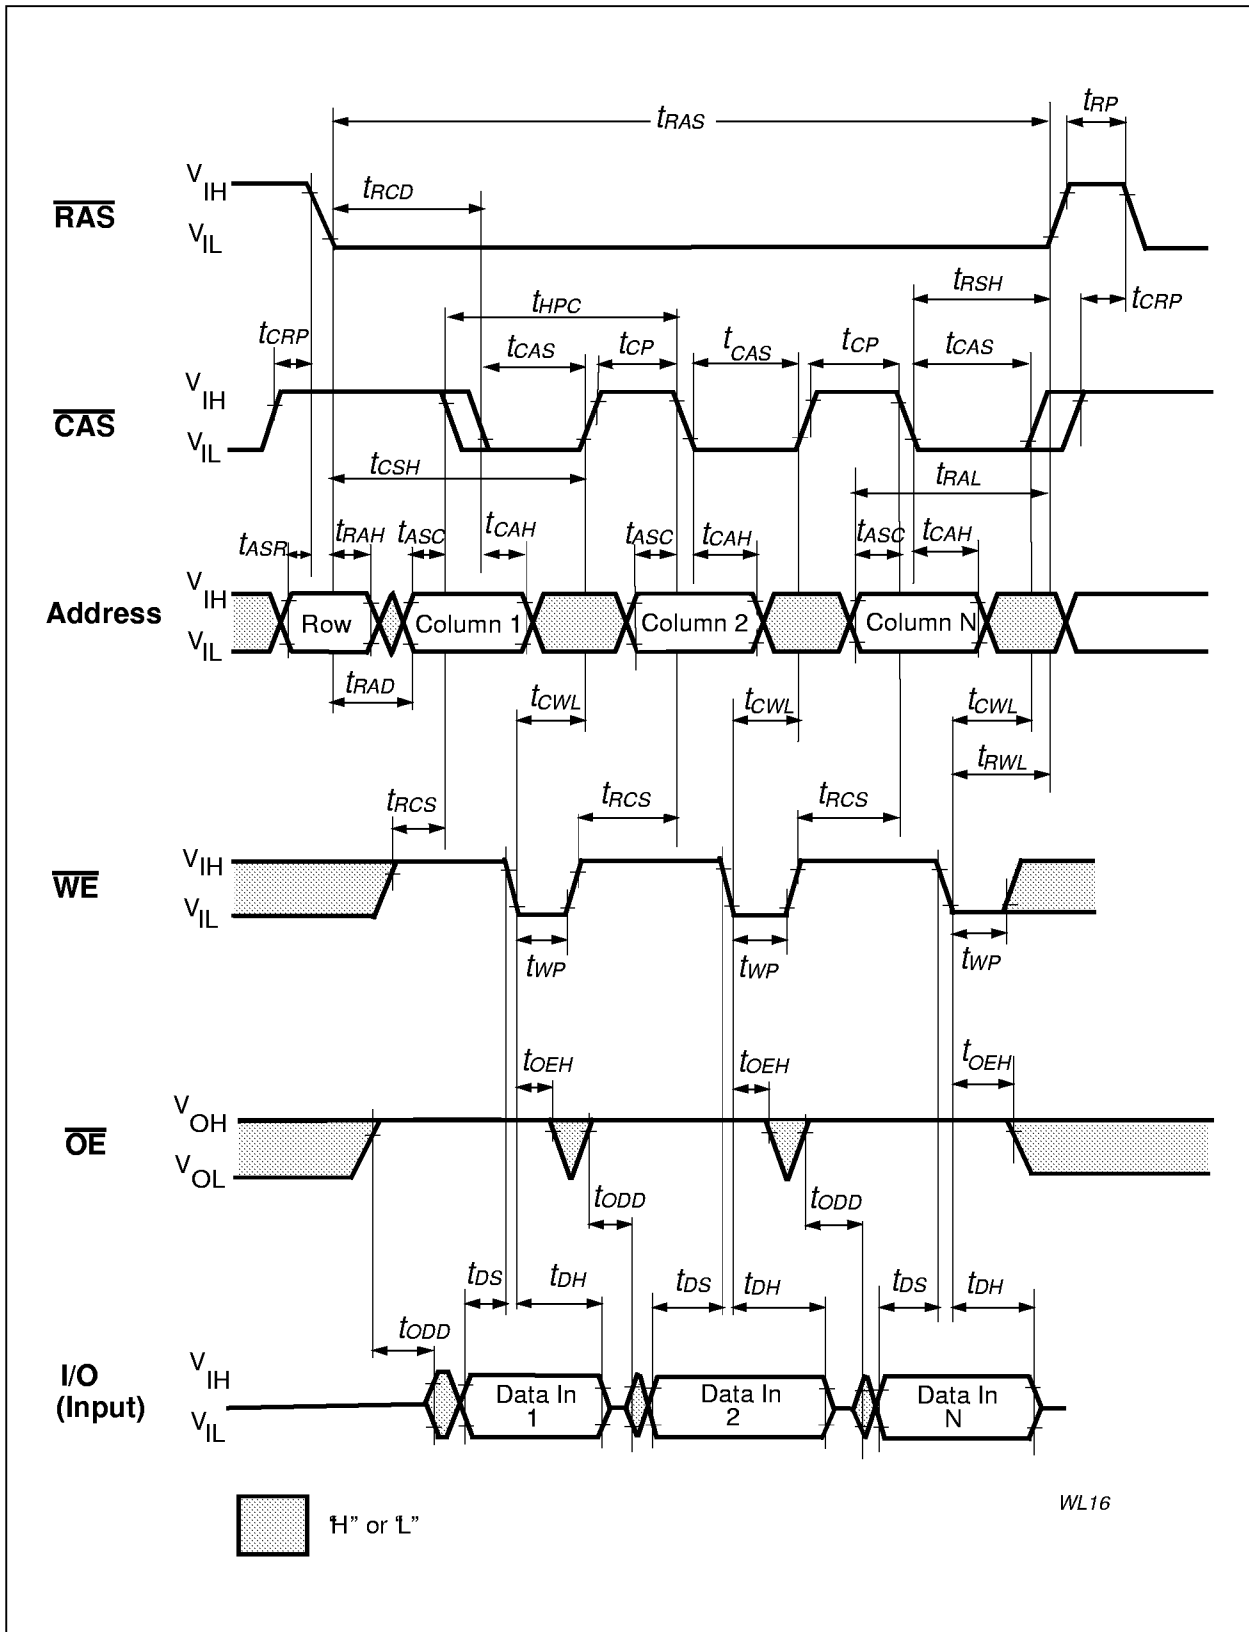 tRAS
tRP
VIH
RAS
VIL
tRCD
tRSH
tCRP
tHPC
tCRP
tCAS
tCP
tCAS
tCP
tCAS
VIH
CAS
VIL
tCSH
tRAL
tASR
tRAH
tASC
tCAH
tASC
tCAH
tASC
tCAH
VIH
Address
VIL
Row
Column 1
Column 2
Column N
tRAD
tCWL
tCWL
tCWL
tRWL
tRCS
tRCS
tRCS
VIH
WE
VIL
tWP
tWP
tWP
tOEH
tOEH
tOEH
VOH
OE
VOL
tODD
tODD
tDS
tDH
tDS
tDH
tDS
tDH
tODD
I/O
(Input)
VIH
VIL
Data In
1
Data In
2
Data In
N
WL16
“H” or “L”